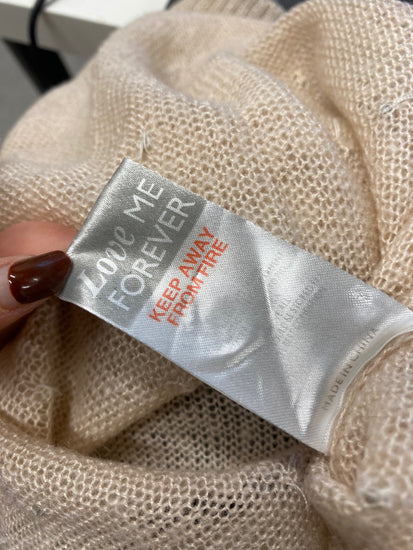 Love ME
FOREVER
KEEP AWAY
FROM FIRE
MADE IN CHINA